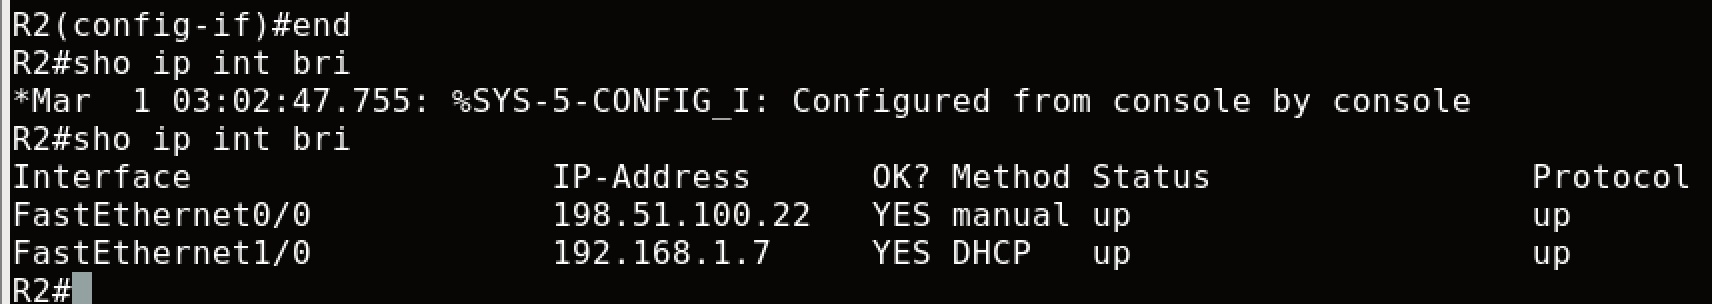 R2(config-if)#end
R2#sho ip int bri
*Mar  1 03:02:47.755: %SYS-5-CONFIG_I: Configured from console by console
R2#sho ip int bri
Interface                  IP-Address      OK? Method Status                Protocol
FastEthernet0/0            198.51.100.22   YES manual up                    up
FastEthernet1/0            192.168.1.7     YES DHCP   up                    up
R2#